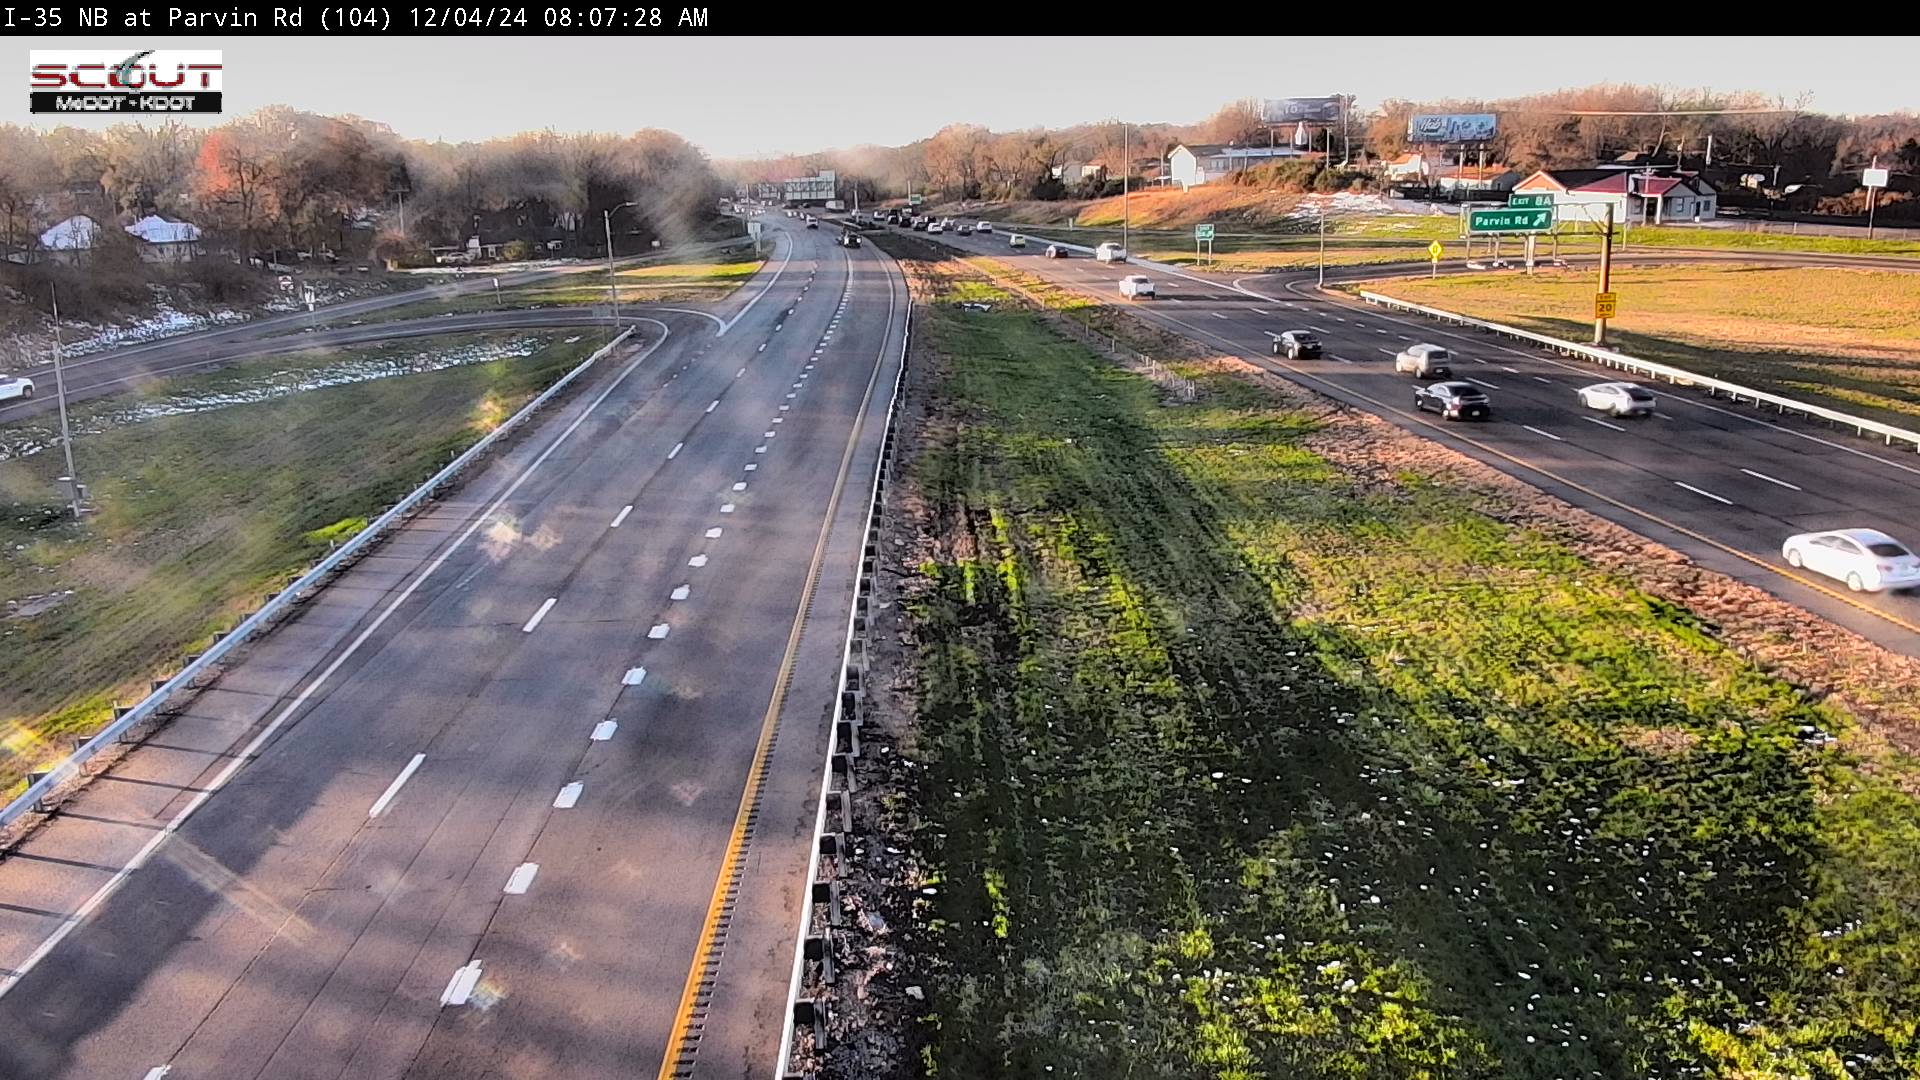 I-35 NB at Parvin Rd (104) 12/04/24 08:07:28 AM
SCOUT
MoDOT - KDOT
EXIT 8A
Parvin Rd
20